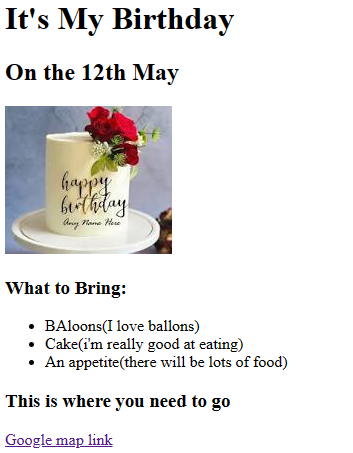 It's My Birthday
On the 12th May
happy
birthday
Any Name Here
What to Bring:
BAloons(I love ballons)
Cake(i'm really good at eating)
An appetite(there will be lots of food)
This is where you need to go
Google map link